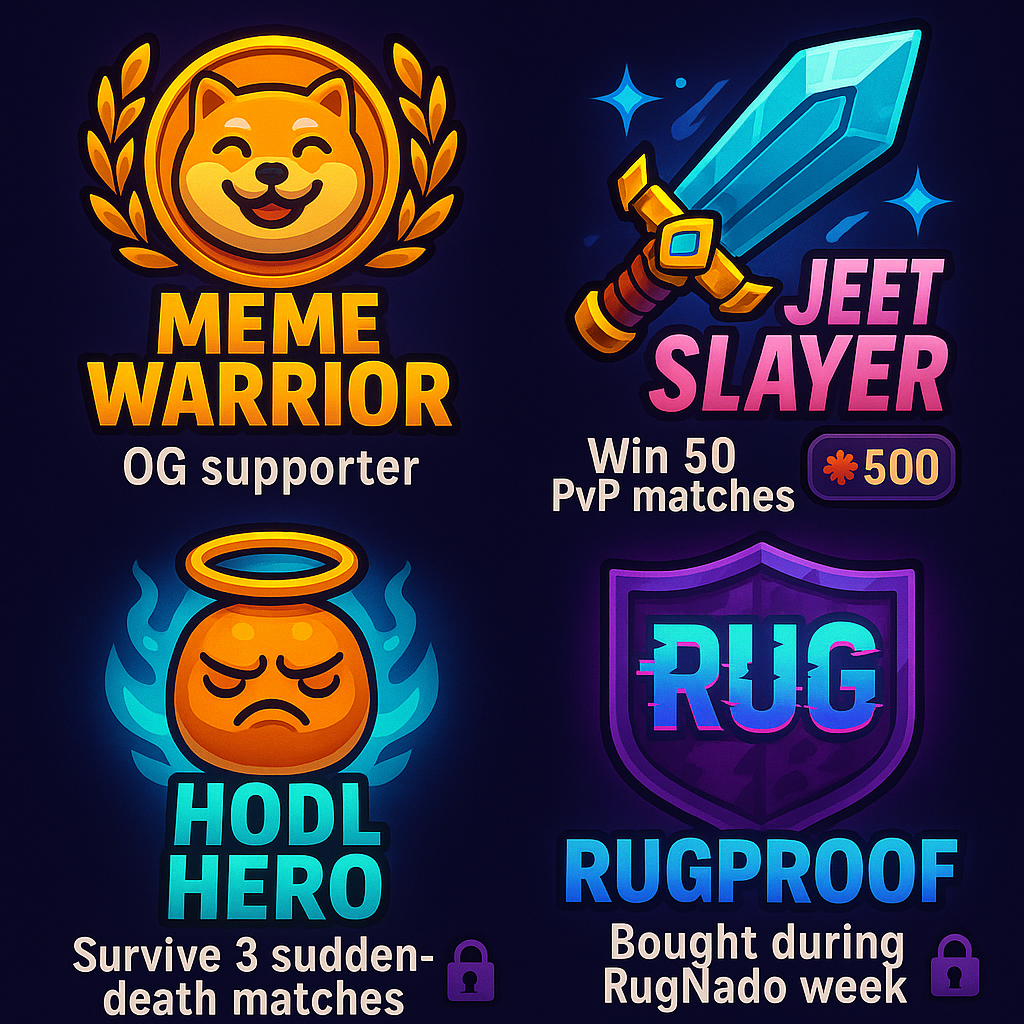 MEME
WARRIOR
OG supporter
JEET
SLAYER
Win 50
PvP matches
500
HODL
HERO
Survive 3 sudden-
death matches
RUG
RUGPROOF
Bought during
RugNado week